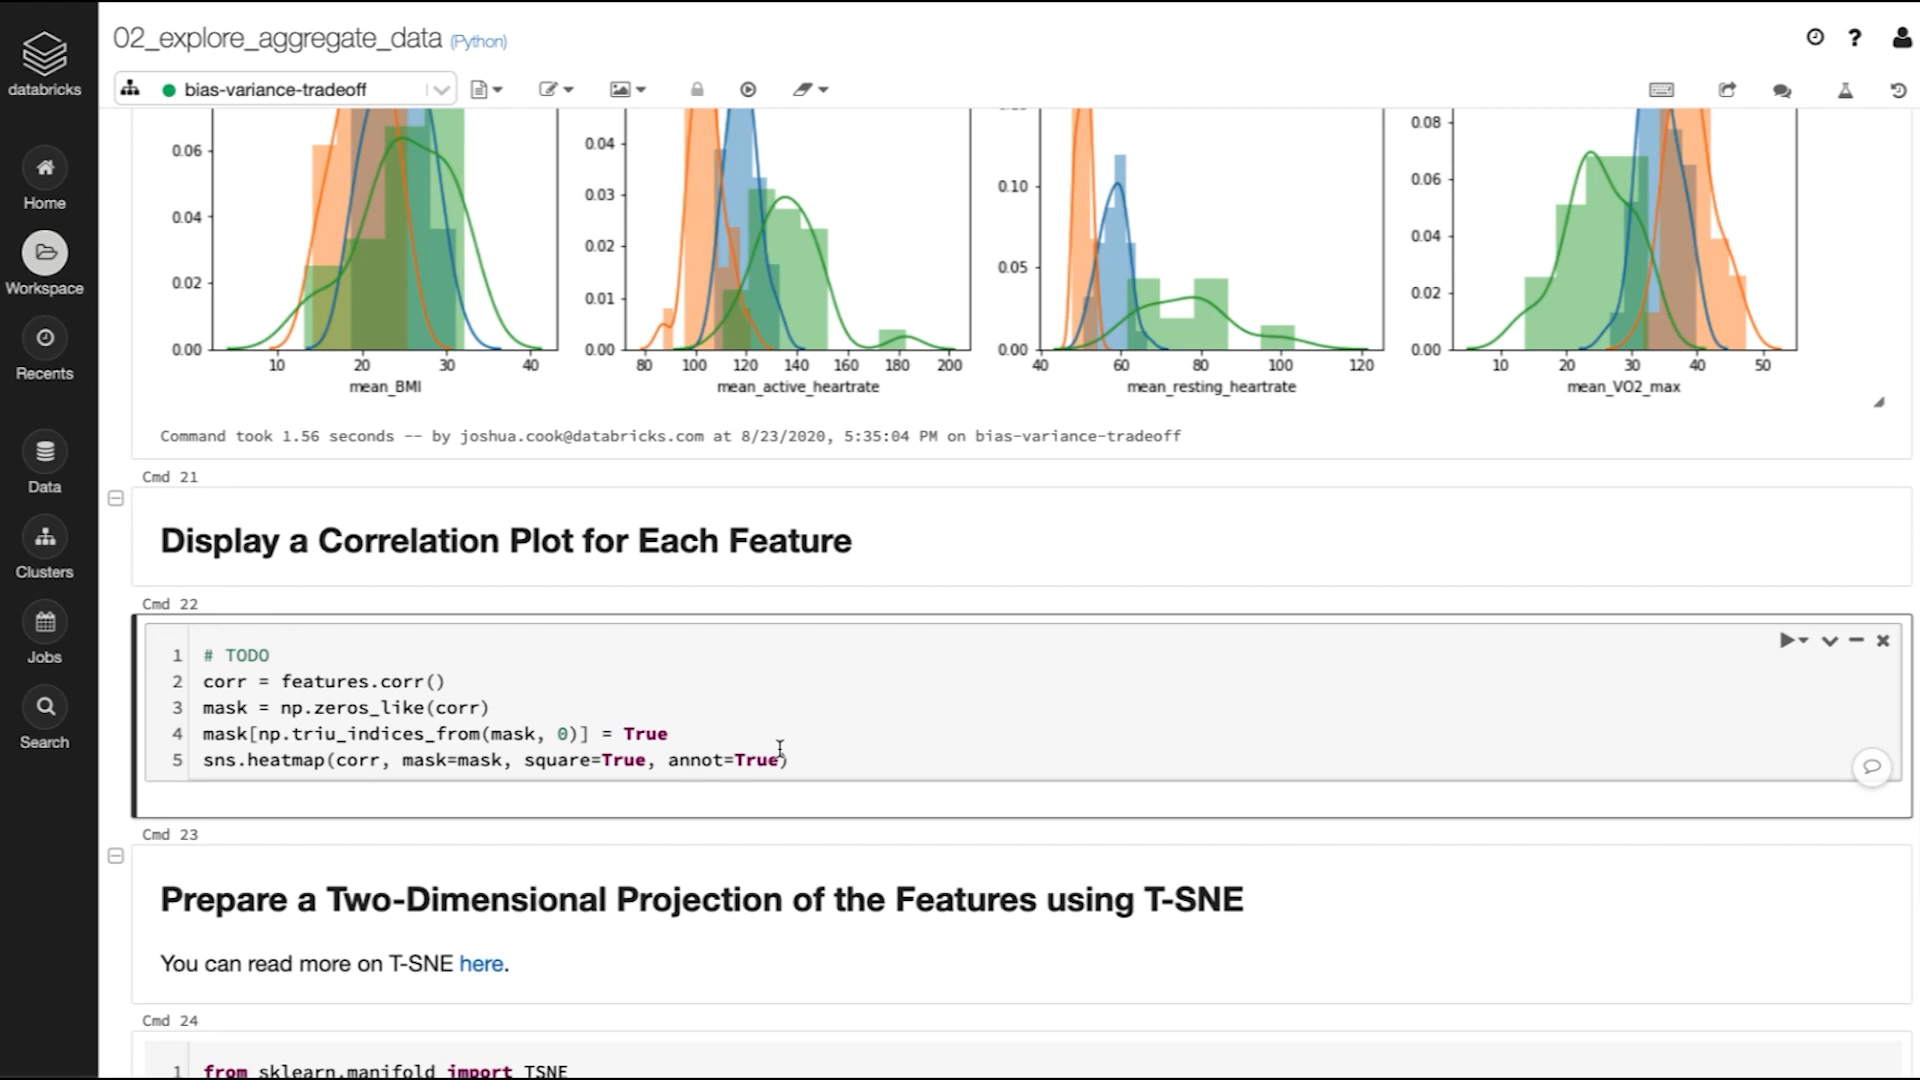 databricks
Home
Workspace
Recents
Data
Clusters
Jobs
Search
02_explore_aggregate_data (Python)
bias-variance-tradeoff
0.06
0.04
0.02
0.00
10 20 30 40
mean_BMI
0.04
0.03
0.02
0.01
0.00
80 100 120 140 160 180 200
mean_active_heartrate
0.10
0.05
0.00
40 60 80 100 120
mean_resting_heartrate
0.08
0.06
0.04
0.02
0.00
10 20 30 40 50
mean_VO2_max
Command took 1.56 seconds -- by joshua.cook@databricks.com at 8/23/2020, 5:35:04 PM on bias-variance-tradeoff
Cmd 21
Display a Correlation Plot for Each Feature
Cmd 22
1 # TODO
2 corr = features.corr()
3 mask = np.zeros_like(corr)
4 mask[np.triu_indices_from(mask, 0)] = True
5 sns.heatmap(corr, mask=mask, square=True, annot=True)
Cmd 23
Prepare a Two-Dimensional Projection of the Features using T-SNE
You can read more on T-SNE here.
Cmd 24
1 from sklearn.manifold import TSNE